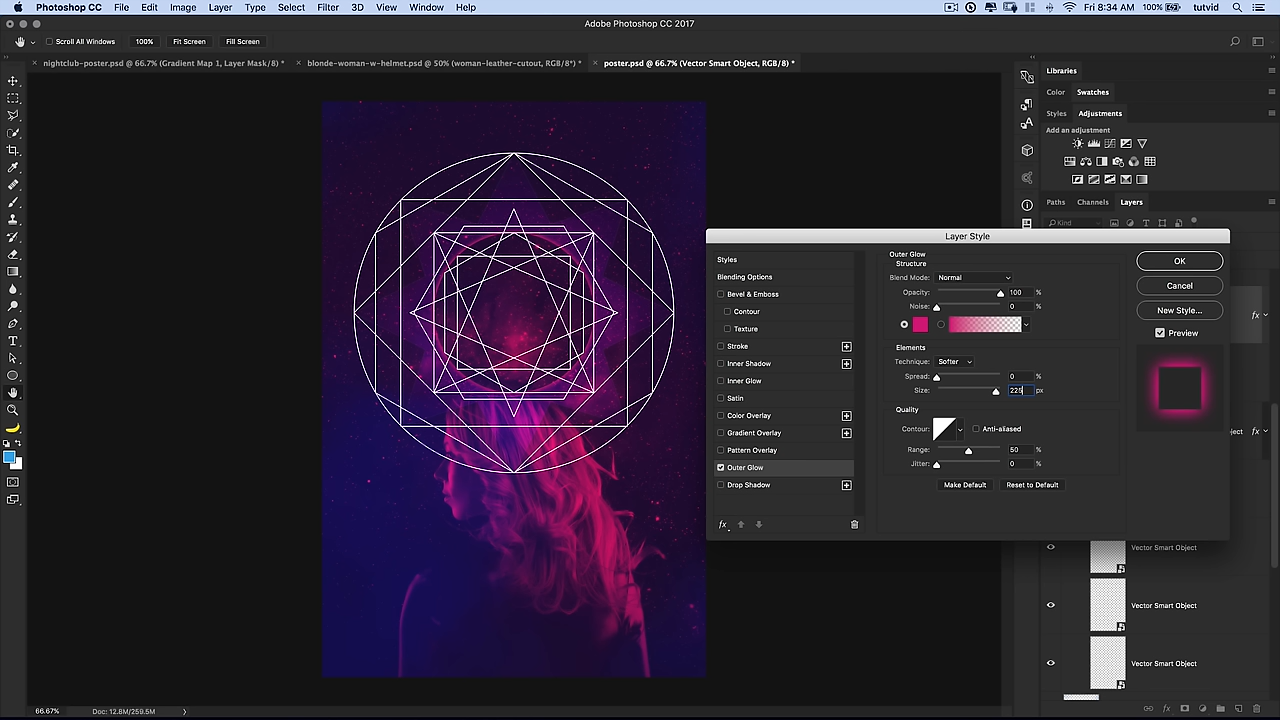 Photoshop CC File Edit Image Layer Type Select Filter 3D View Window Help 100% Fri 8:34 AM tutvid
Adobe Photoshop CC 2017
Scroll All Windows 100% Fit Screen Fill Screen
nightclub-poster.psd @ 66.7% (Gradient Map 1, Layer Mask/8) *
blonde-woman-w-helmet.psd @ 50% (woman-leather-cutout, RGB/8*) *
poster.psd @ 66.7% (Vector Smart Object, RGB/8) *
Libraries
Color Swatches
Styles Adjustments
Add an adjustment
Paths Channels Layers
Kind
Layer Style
Styles
Blending Options
Bevel & Emboss
Contour
Texture
Stroke
Inner Shadow
Inner Glow
Satin
Color Overlay
Gradient Overlay
Pattern Overlay
Outer Glow
Drop Shadow
fx
Outer Glow
Structure
Blend Mode: Normal
Opacity: 100 %
Noise: 0 %
Elements
Technique: Softer
Spread: 0 %
Size: 225 px
Quality
Contour: Anti-aliased
Range: 50 %
Jitter: 0 %
Make Default Reset to Default
OK
Cancel
New Style...
Preview
fx
ject fx
Vector Smart Object
Vector Smart Object
Vector Smart Object
fx
66.67% Doc: 12.8M/259.5M